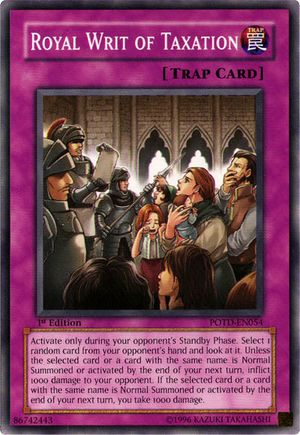 ROYAL WRIT OF TAXATION
TRAP
罠
[TRAP CARD]
1st Edition
POTD-EN054
Activate only during your opponent's Standby Phase. Select 1
random card from your opponent's hand and look at it. Unless
the selected card or a card with the same name is Normal
Summoned or activated by the end of your next turn, inflict
1000 damage to your opponent. If the selected card or a card
with the same name is Normal Summoned or activated by the
end of your next turn, you take 1000 damage.
86742443
©1996 KAZUKI TAKAHASHI